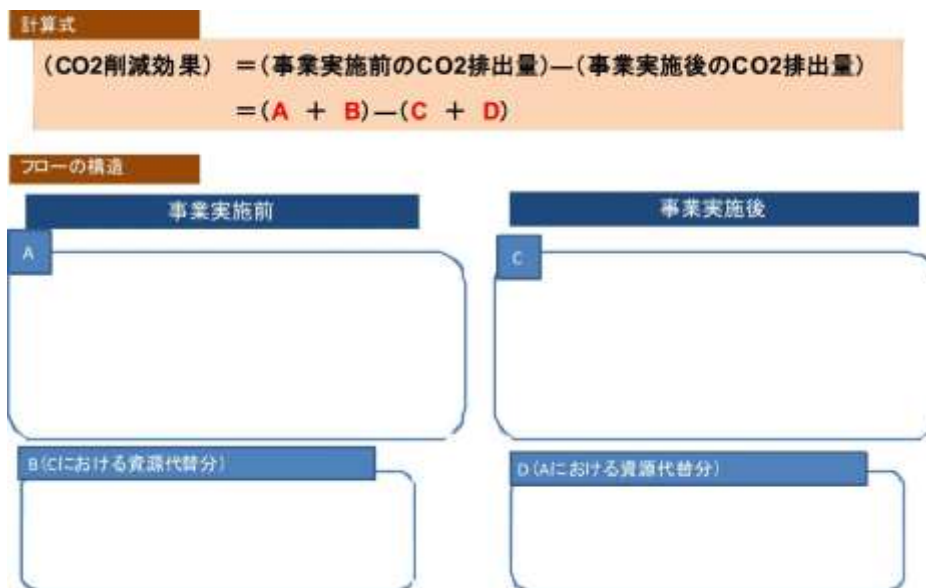 計算式
（CO2削減効果） ＝（事業実施前のCO2排出量）―（事業実施後のCO2排出量）
＝（A ＋ B）―（C ＋ D）
フローの構造
事業実施前
事業実施後
A
C
B（Cにおける資源代替分）
D（Aにおける資源代替分）